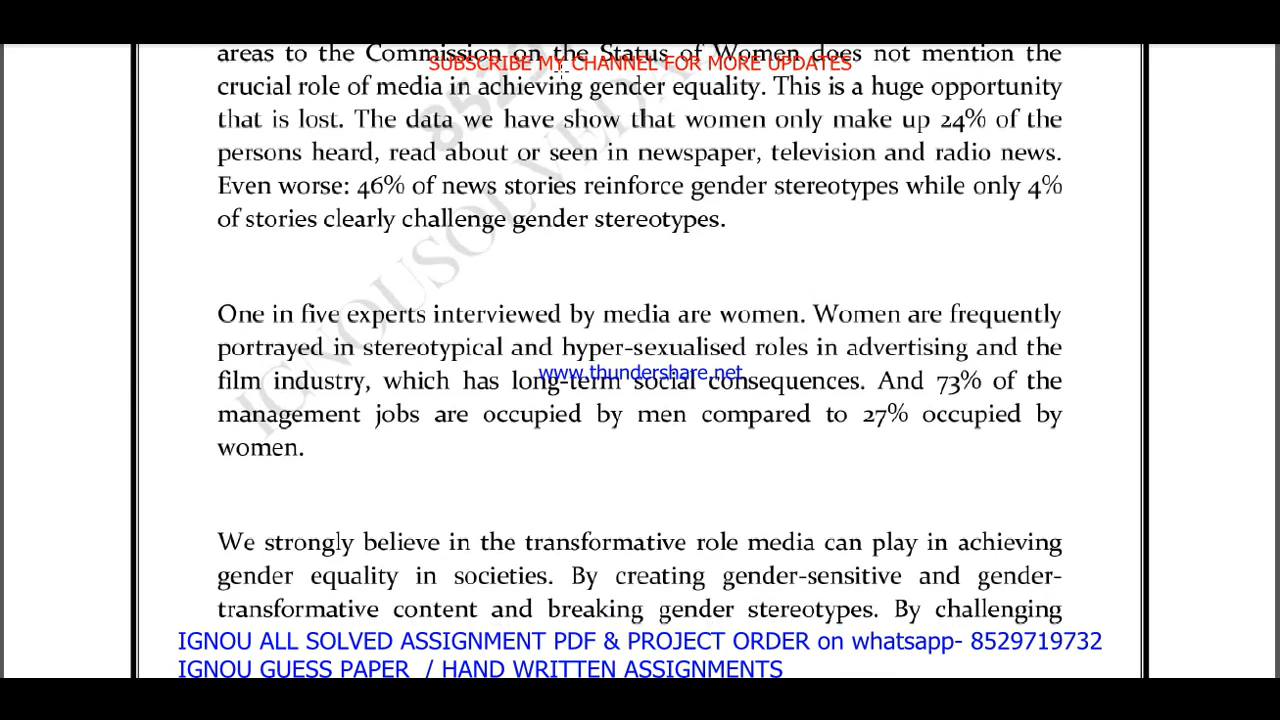 areas to the Commission on the Status of Women does not mention the
SUBSCRIBE MY CHANNEL FOR MORE UPDATES
crucial role of media in achieving gender equality. This is a huge opportunity
that is lost. The data we have show that women only make up 24% of the
persons heard, read about or seen in newspaper, television and radio news.
Even worse: 46% of news stories reinforce gender stereotypes while only 4%
of stories clearly challenge gender stereotypes.
One in five experts interviewed by media are women. Women are frequently
portrayed in stereotypical and hyper-sexualised roles in advertising and the
www.thundershare.net
film industry, which has long-term social consequences. And 73% of the
management jobs are occupied by men compared to 27% occupied by
women.
We strongly believe in the transformative role media can play in achieving
gender equality in societies. By creating gender-sensitive and gender-
transformative content and breaking gender stereotypes. By challenging
IGNOU ALL SOLVED ASSIGNMENT PDF & PROJECT ORDER on whatsapp- 8529719732
IGNOU GUESS PAPER / HAND WRITTEN ASSIGNMENTS